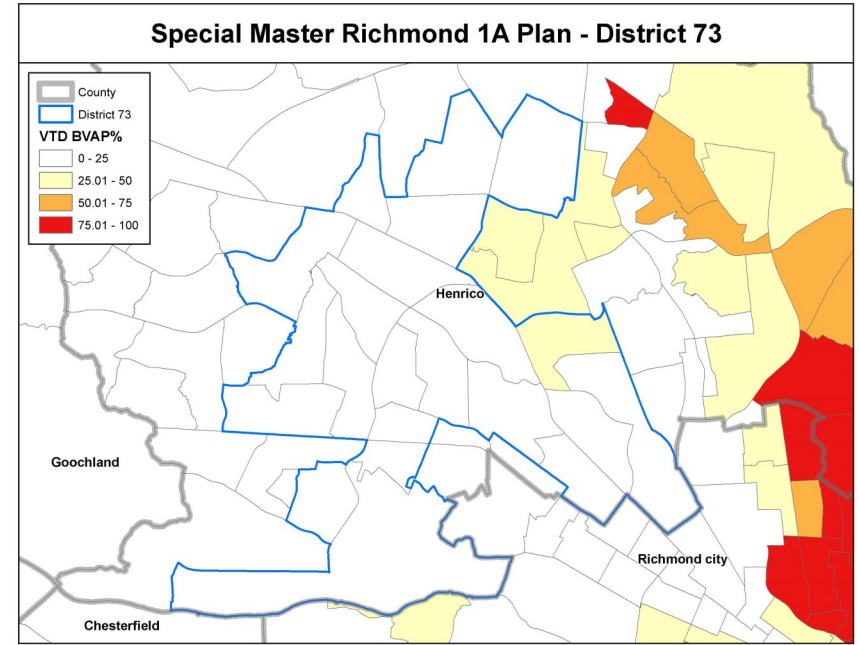 Special Master Richmond 1A Plan - District 73
County
District 73
VTD BVAP%
0 - 25
25.01 - 50
50.01 - 75
75.01 - 100
Henrico
Goochland
Richmond city
Chesterfield